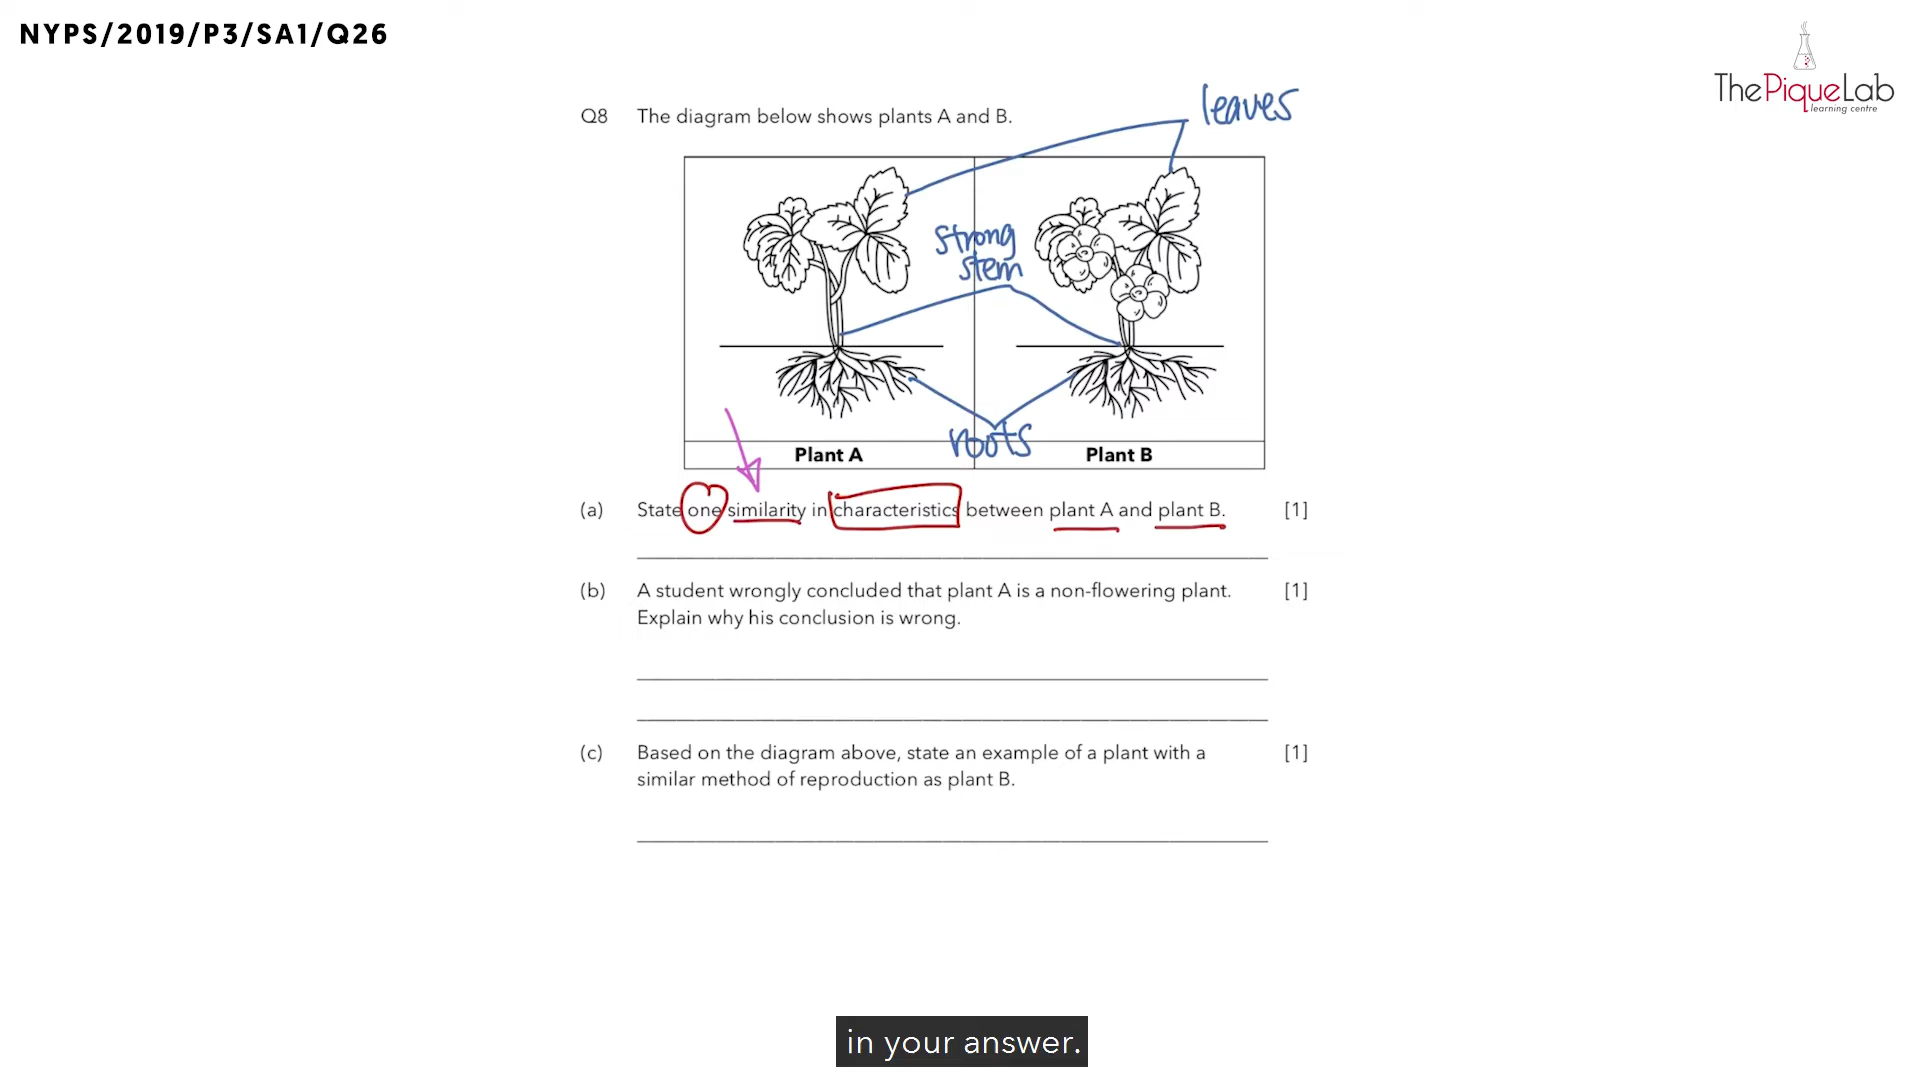 NYPS/2019/P3/SA1/Q26
ThePiqueLab
learning centre
Q8 The diagram below shows plants A and B.
leaves
strong
stem
roots
Plant A Plant B
(a) State one similarity in characteristics between plant A and plant B. [1]
(b) A student wrongly concluded that plant A is a non-flowering plant. [1]
Explain why his conclusion is wrong.
(c) Based on the diagram above, state an example of a plant with a [1]
similar method of reproduction as plant B.
in your answer.